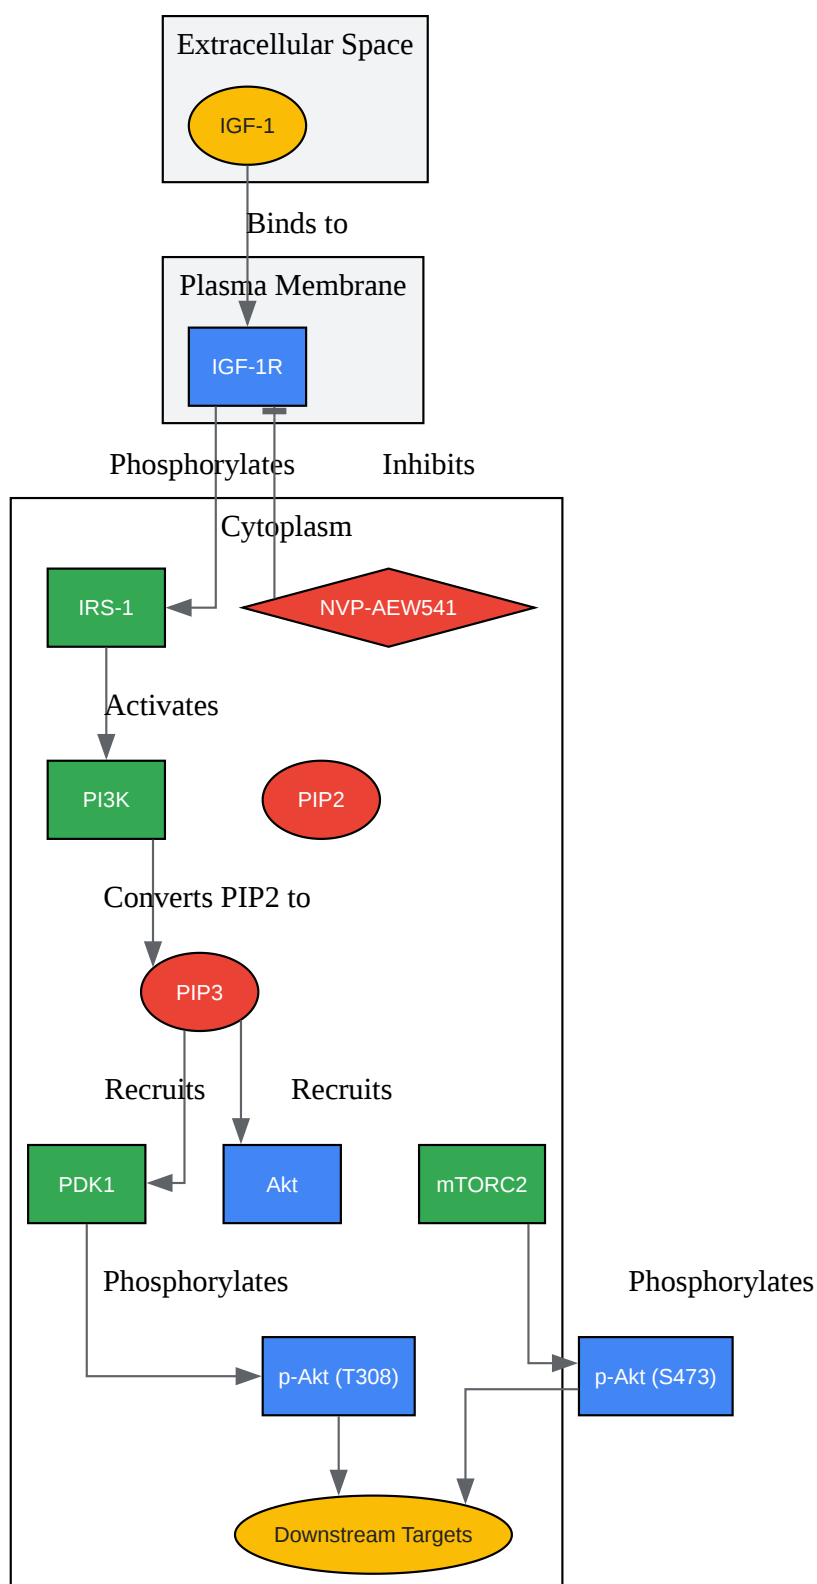 Extracellular Space
IGF-1
Binds to
Plasma Membrane
IGF-1R
Phosphorylates
Inhibits
Cytoplasm
IRS-1
NVP-AEW541
Activates
PI3K
PIP2
Converts PIP2 to
PIP3
Recruits
Recruits
PDK1
Akt
mTORC2
Phosphorylates
Phosphorylates
p-Akt (T308)
p-Akt (S473)
Downstream Targets